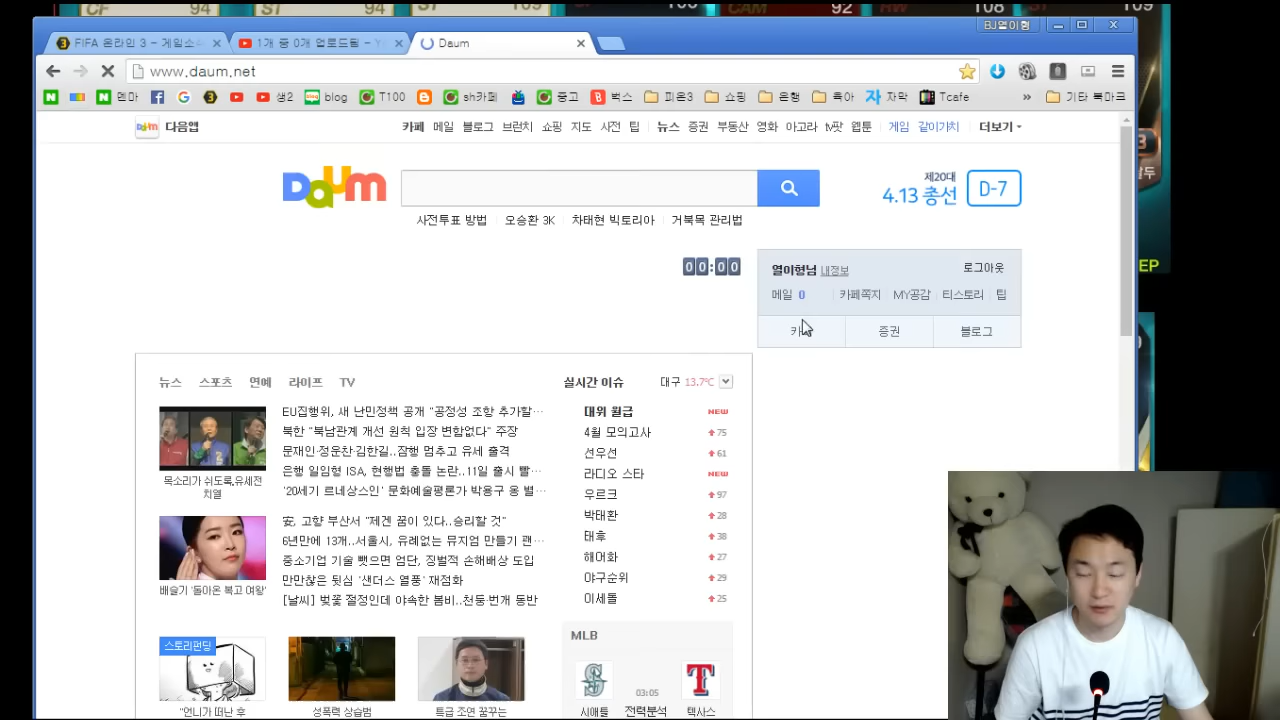 CF 94 ST 94 ST 109
CAM 92 RW 108
BJ열이형
FIFA 온라인 3 - 게임소
1개 중 0개 업로드됨 -
Daum
www.daum.net
덴마
생2
blog
T100
sh카페
중고
벅스
피온3
쇼핑
은행
육아
자막
Tcafe
기타 북마크
다음앱
카페 메일 블로그 브런치 쇼핑 지도 사전 팁 뉴스 증권 부동산 영화 아고라 tv팟 웹툰 게임 같이가치 더보기
Daum
제20대
4.13 총선 D-7
사전투표 방법 오승환 3K 차태현 빅토리아 거북목 관리법
00:00
열이형님 내정보 로그아웃
메일 0 카페쪽지 MY공감 티스토리 팁
증권 블로그
EP
뉴스 스포츠 연예 라이프 TV
실시간 이슈 대구 13.7℃
EU집행위, 새 난민정책 공개 "공정성 조항 추가할…
북한 "북남관계 개선 원칙 입장 변함없다" 주장
문재인·정운찬·김한길..잠행 멈추고 유세 출격
은행 일임형 ISA, 현행법 충돌 논란..11일 출시 빨…
'20세기 르네상스인' 문화예술평론가 박용구 옹 별…
목소리가 쉬도록,유세전
치열
安, 고향 부산서 "제겐 꿈이 있다..승리할 것"
6년만에 13개..서울시, 유례없는 뮤지엄 만들기 팬…
중소기업 기술 뺏으면 엄단, 징벌적 손해배상 도입
만만찮은 뒷심 '샌더스 열풍' 재점화
[날씨] 벚꽃 절정인데 야속한 봄비..천둥·번개 동반
배슬기 '돌아온 복고 여왕'
대위 월급 NEW
4월 모의고사 75
선우선 61
라디오 스타 NEW
우르크 97
박태환 28
태후 38
해어화 27
야구순위 29
이세돌 25
스토리펀딩
"언니가 떠난 후
성폭력 상습범
특급 조연 꿈꾸는
MLB
03:05
시애틀 전력분석 텍사스